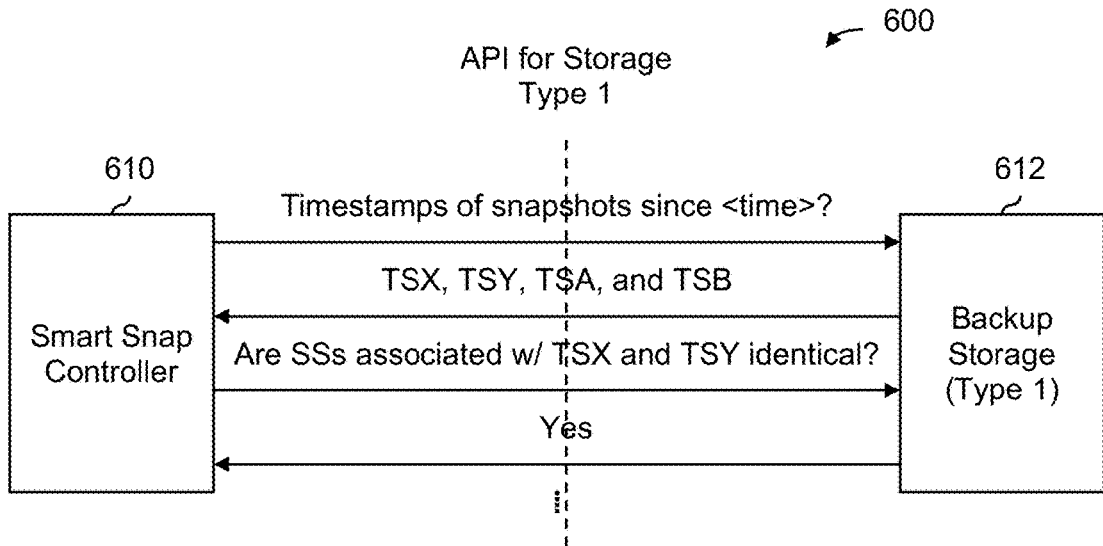 600
API for Storage
Type 1
610
612
Timestamps of snapshots since <time>?
TSX, TSY, TSA, and TSB
Smart Snap
Controller
Backup
Storage
(Type 1)
Are SSs associated w/ TSX and TSY identical?
Yes